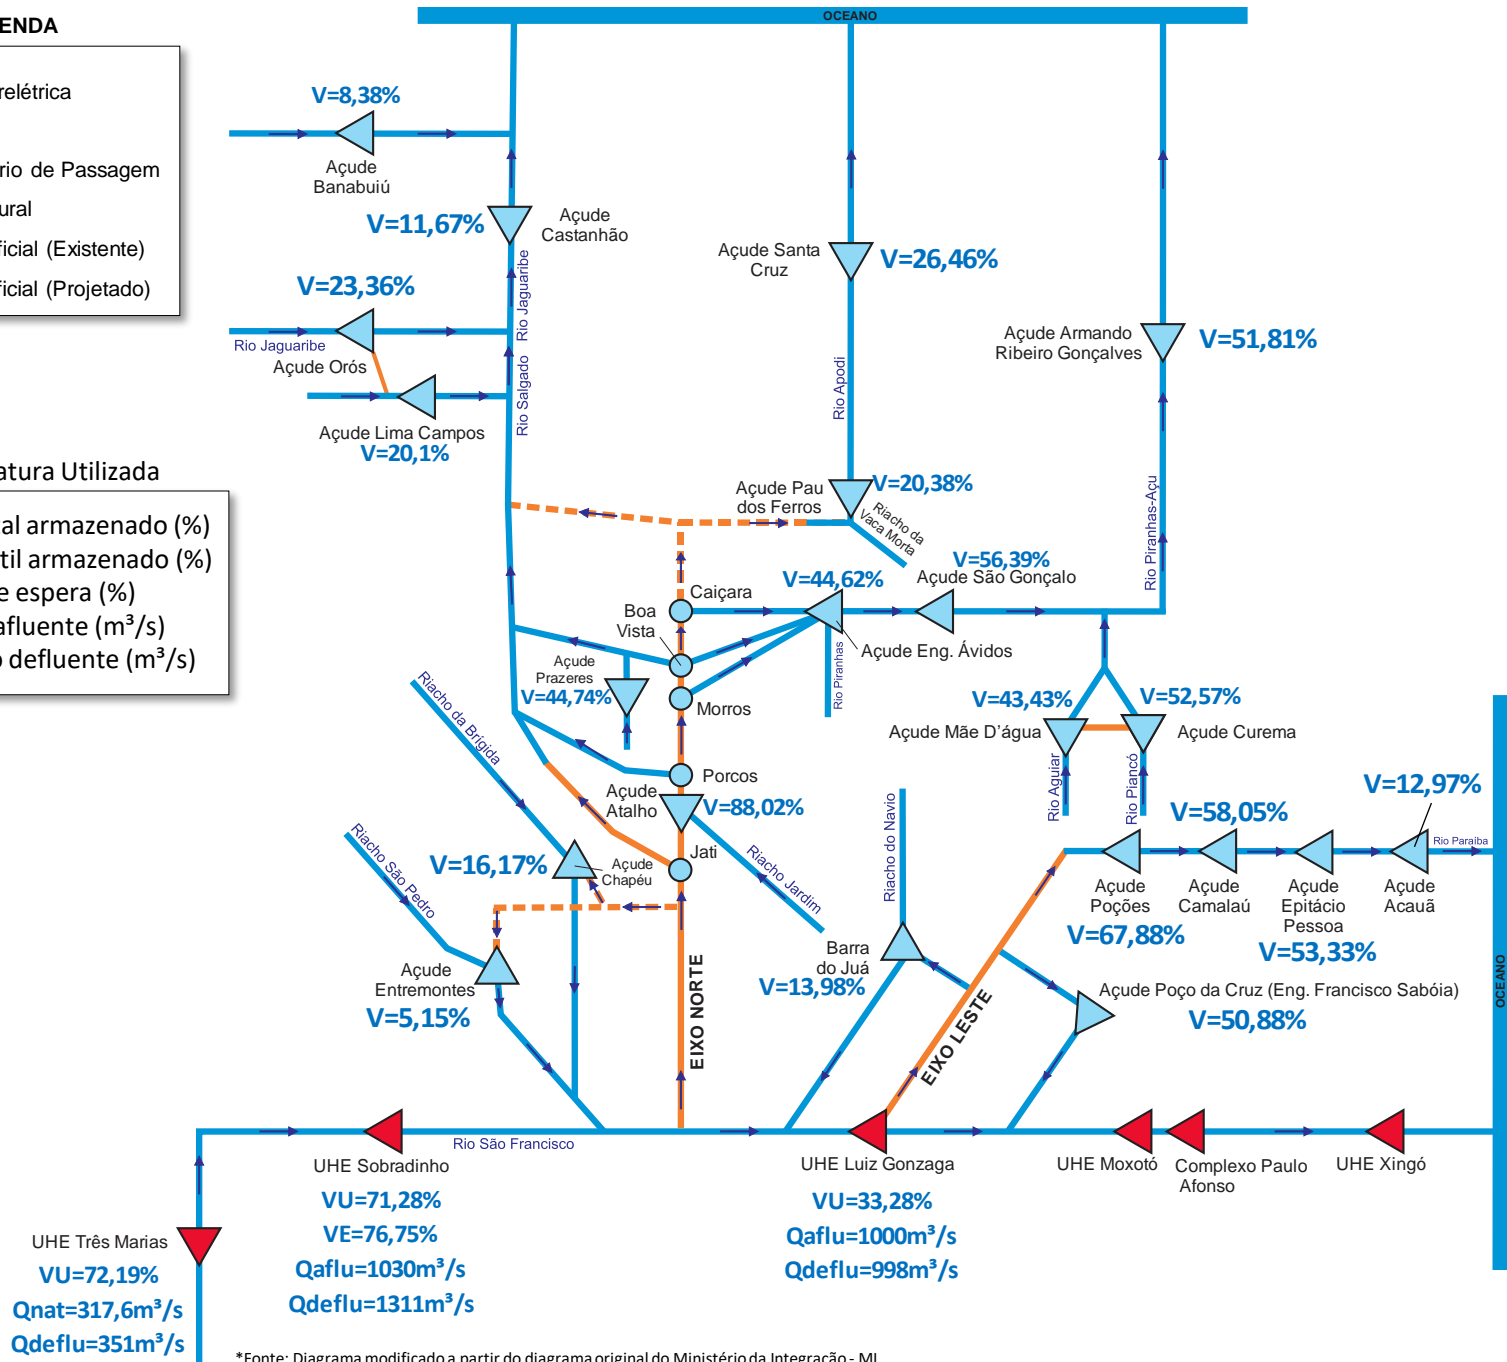 OCEANO
ENDA
relétrica
rio de Passagem
ural
ficial (Existente)
ficial (Projetado)
V=8,38%
Açude
Banabuiú
V=11,67%
Açude
Castanhão
V=23,36%
Rio Jaguaribe
Açude Orós
Rio Jaguaribe
Açude Lima Campos
V=20,1%
Rio Salgado
Açude Santa
Cruz
V=26,46%
Rio Apodi
Açude Armando
Ribeiro Gonçalves
V=51,81%
Rio Piranhas-Açu
atura Utilizada
tal armazenado (%)
til armazenado (%)
e espera (%)
afluente (m³/s)
o defluente (m³/s)
Açude Pau
dos Ferros
V=20,38%
Riacho da
Vaca Morta
V=56,39%
Açude São Gonçalo
V=44,62%
Açude Eng. Ávidos
Rio Piranhas
Caiçara
Boa
Vista
Açude
Prazeres
V=44,74%
Morros
Porcos
Açude
Atalho
V=88,02%
Jati
Riacho Jardim
Riacho da Brígida
Riacho São Pedro
V=16,17%
Açude
Chapéu
Açude
Entremontes
V=5,15%
EIXO NORTE
V=43,43%
Açude Mãe D'água
V=52,57%
Açude Curema
Rio Aguiar
Rio Piancó
V=12,97%
V=58,05%
Rio Paraíba
Açude
Poções
V=67,88%
Açude
Camalaú
Açude
Epitácio
Pessoa
V=53,33%
Açude
Acauã
Riacho do Navio
Barra
do Juá
V=13,98%
EIXO LESTE
Açude Poço da Cruz (Eng. Francisco Sabóia)
V=50,88%
OCEANO
Rio São Francisco
UHE Sobradinho
VU=71,28%
VE=76,75%
Qaflu=1030m³/s
Qdeflu=1311m³/s
UHE Luiz Gonzaga
VU=33,28%
Qaflu=1000m³/s
Qdeflu=998m³/s
UHE Moxotó
Complexo Paulo
Afonso
UHE Xingó
UHE Três Marias
VU=72,19%
Qnat=317,6m³/s
Qdeflu=351m³/s
*Fonte: Diagrama modificado a partir do diagrama original do Ministério da Integração - MI